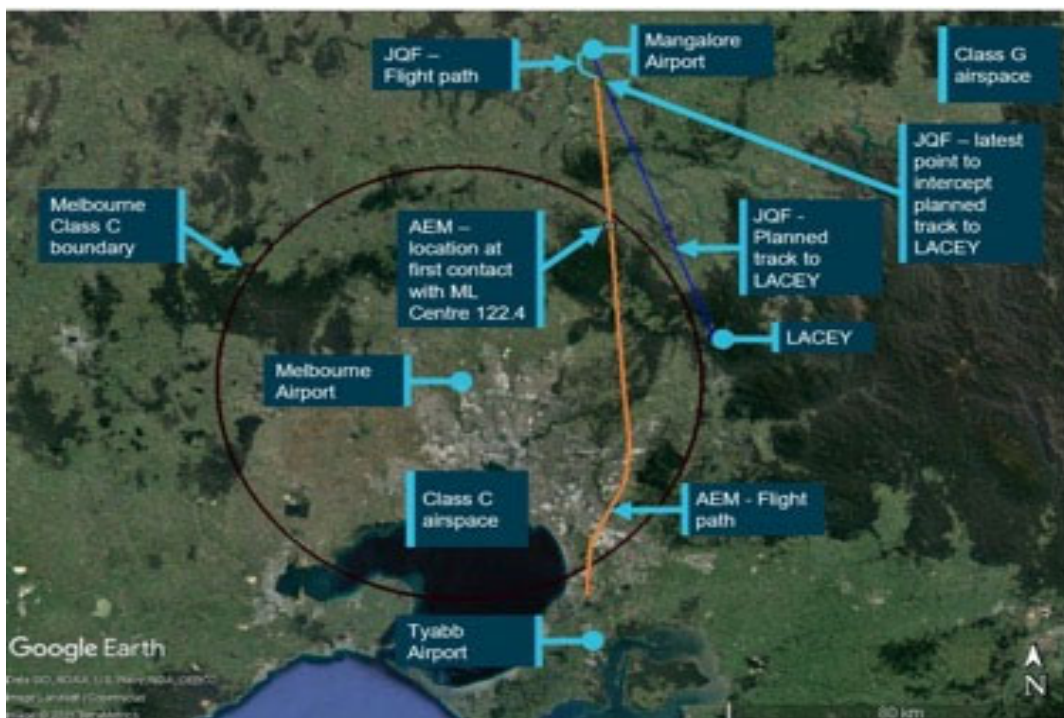 JQF –
Flight path
Mangalore
Airport
Class G
airspace
JQF – latest
point to
intercept
planned
track to
LACEY
Melbourne
Class C
boundary
AEM –
location at
first contact
with ML
Centre 122.4
JQF -
Planned
track to
LACEY
LACEY
Melbourne
Airport
Class C
airspace
AEM - Flight
path
Tyabb
Airport
Google Earth
N
80 km